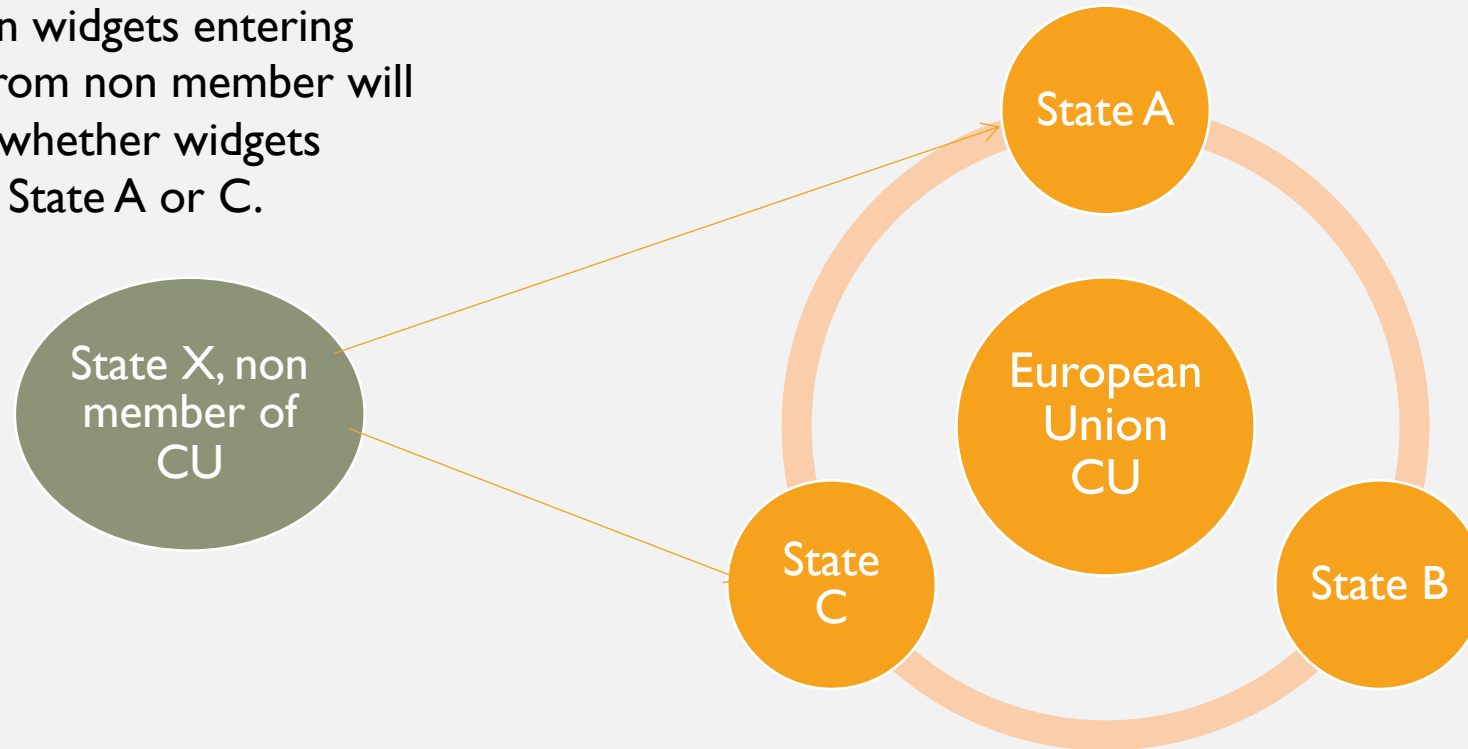 n widgets entering
rom non member will
whether widgets
State A or C.
State A
State X, non
member of
CU
European
Union
CU
State
C
State B